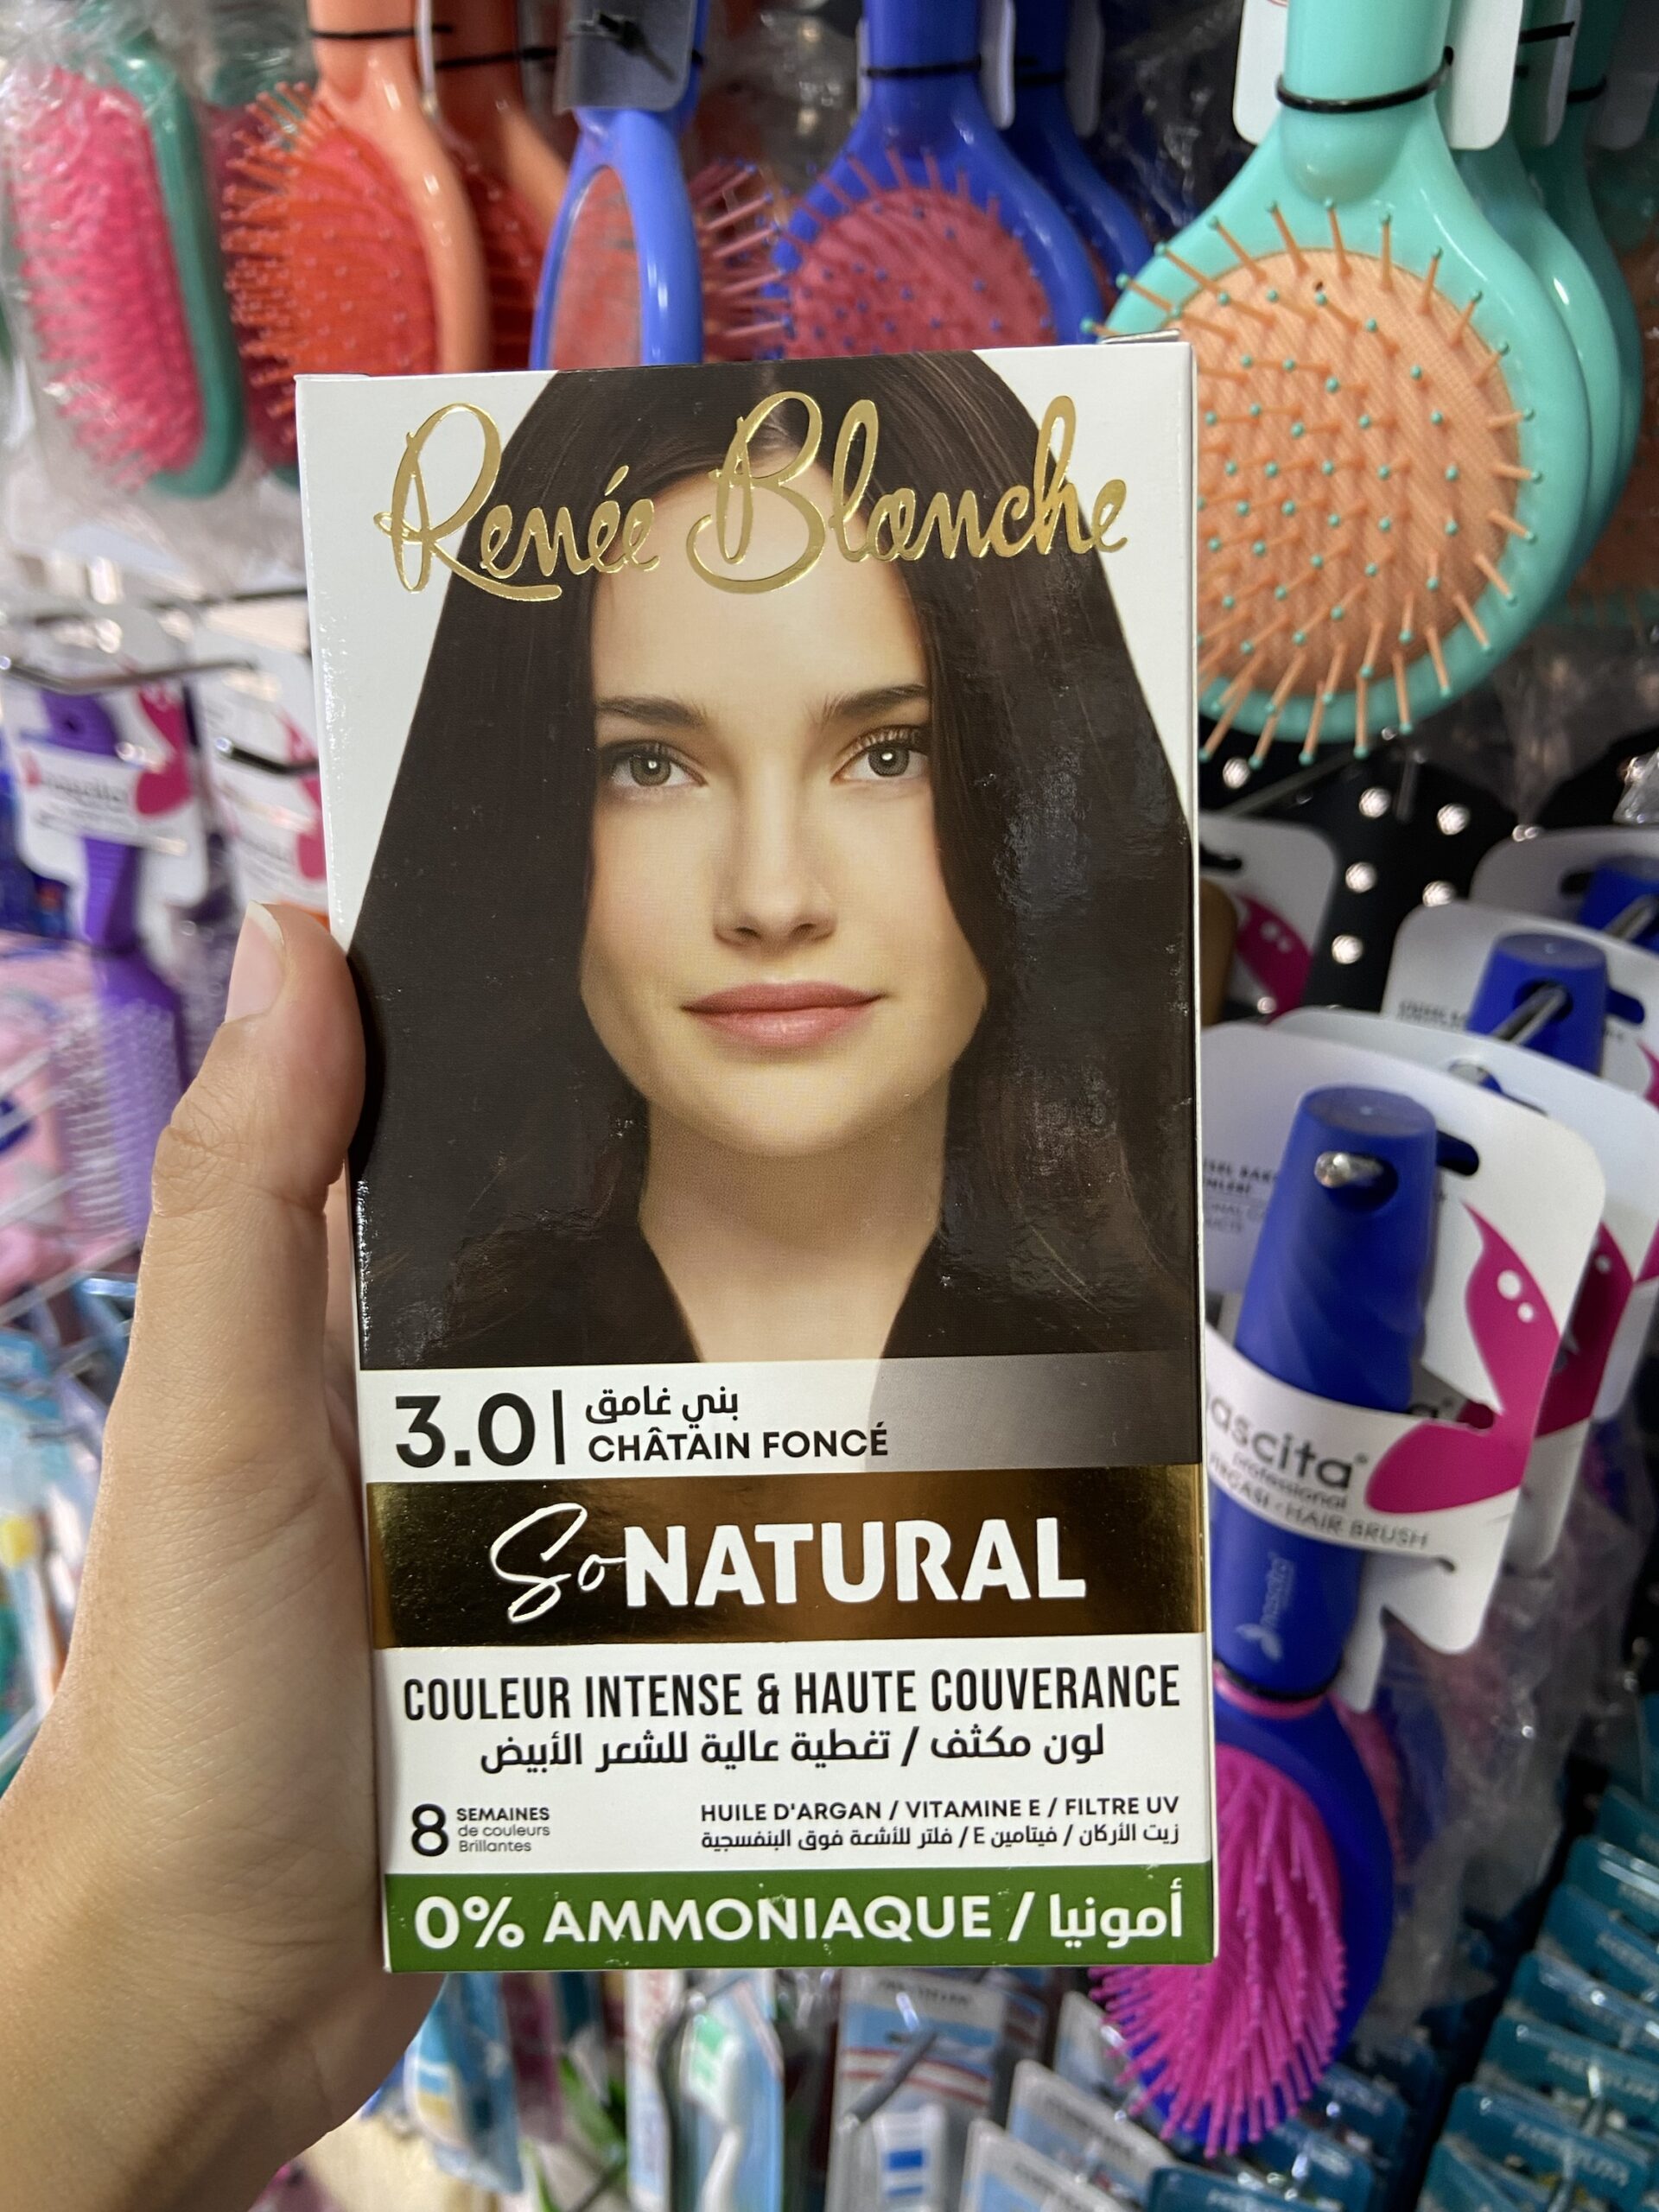 Renée Blanche
3.0
بني غامق
CHÂTAIN FONCÉ
So NATURAL
COULEUR INTENSE & HAUTE COUVERANCE
لون مكثف / تغطية عالية للشعر الأبيض
8 SEMAINES
de couleurs
Brillantes
HUILE D'ARGAN / VITAMINE E / FILTRE UV
زيت الأركان / فيتامين E / فلتر للأشعة فوق البنفسجية
0% AMMONIAQUE / أمونيا
professional
HAIR BRUSH
nascita